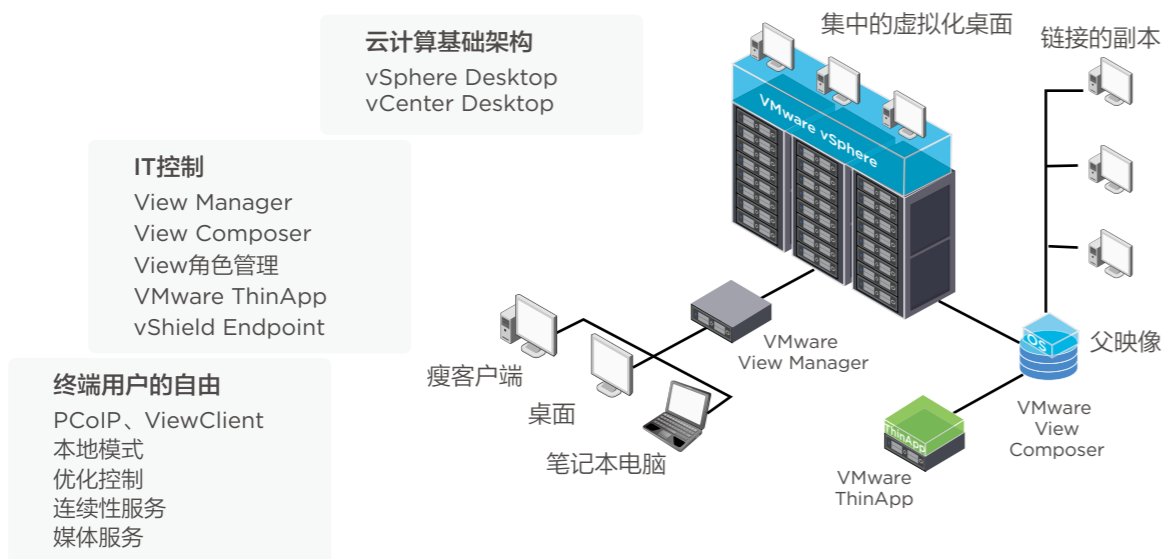 云计算基础架构
vSphere Desktop
vCenter Desktop
IT控制
View Manager
View Composer
View角色管理
VMware ThinApp
vShield Endpoint
终端用户的自由
PCoIP、ViewClient
本地模式
优化控制
连续性服务
媒体服务
集中的虚拟化桌面
链接的副本
VMware vSphere
VMware
View Manager
瘦客户端
桌面
笔记本电脑
OS
父映像
VMware
View
Composer
ThinApp
VMware
ThinApp